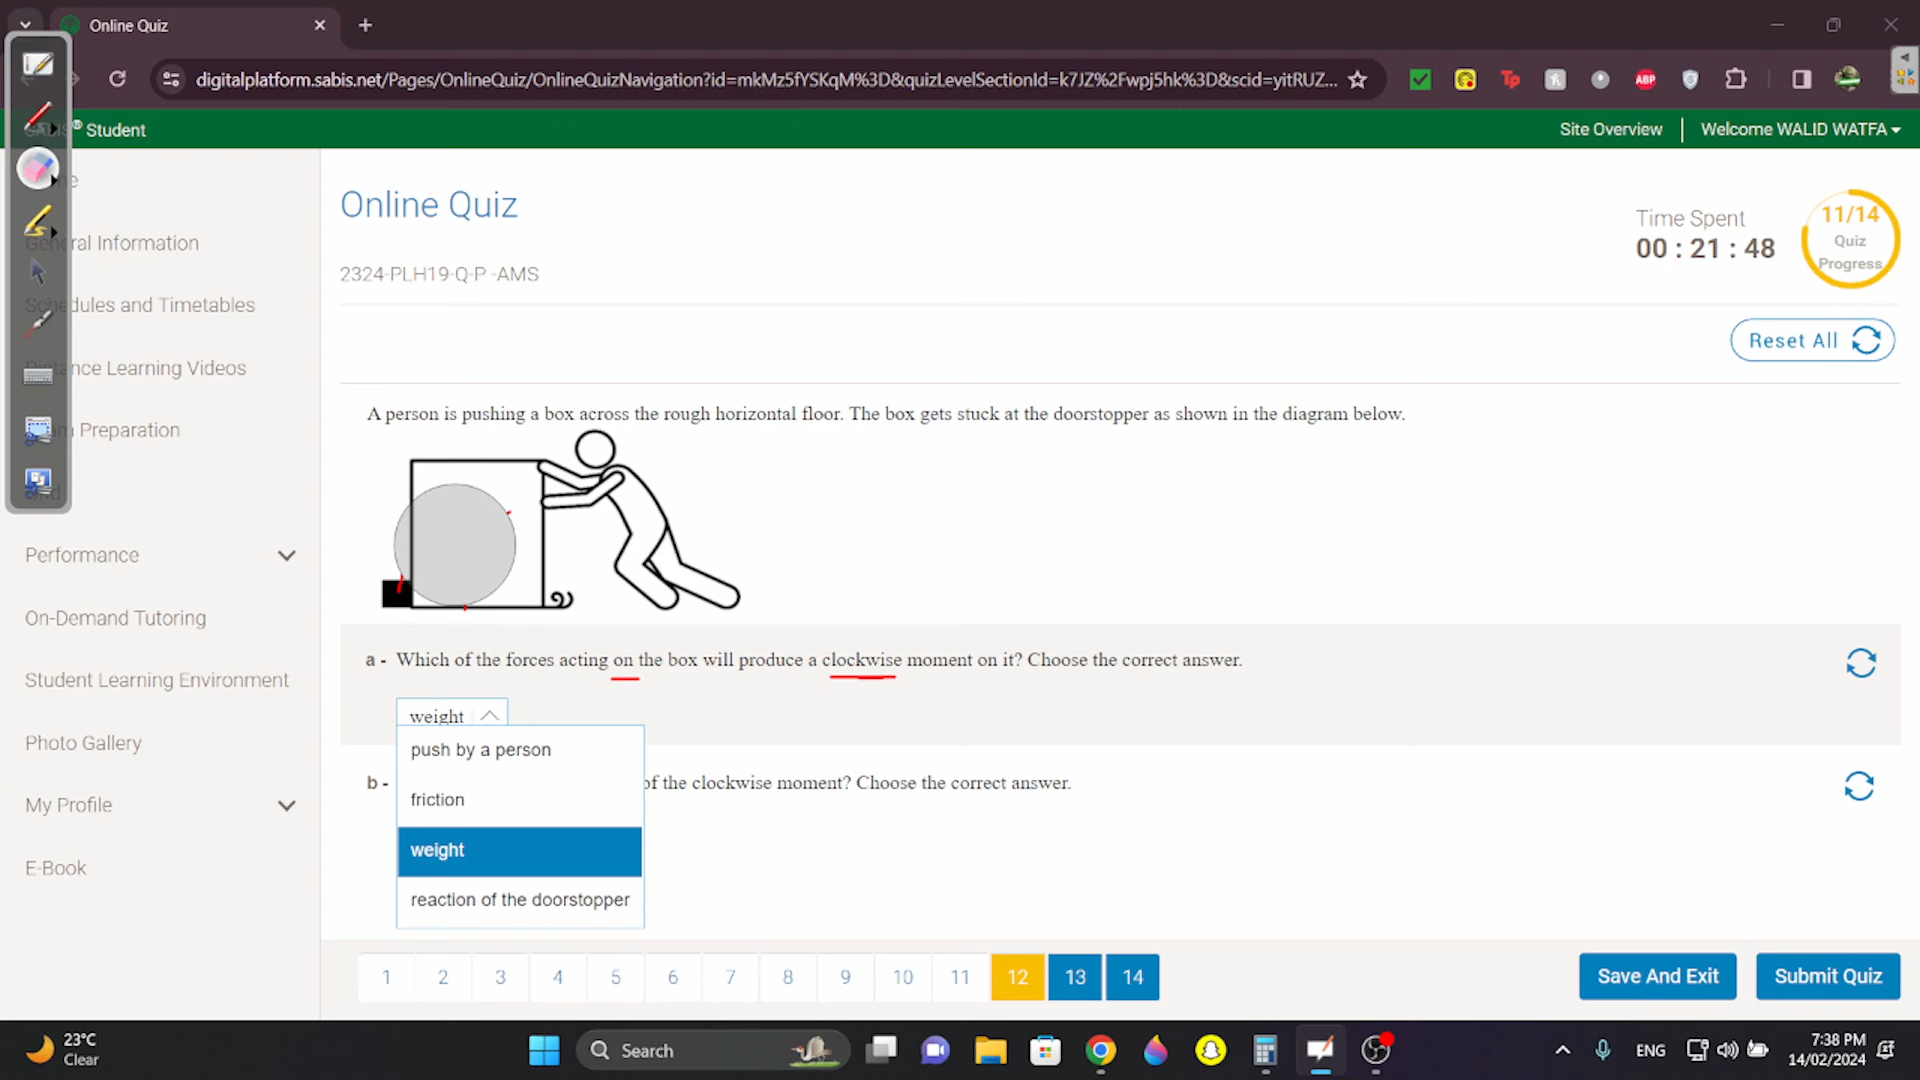 Online Quiz
digitalplatform.sabis.net/Pages/OnlineQuiz/OnlineQuizNavigation?id=mkMz5fYSKqM%3D&quizLevelSectionId=k7JZ%2Fwpj5hk%3D&scid=yitRUZ...
Tp
ABP
® Student
Site Overview
Welcome WALID WATFA
General Information
Schedules and Timetables
Distance Learning Videos
Preparation
Performance
On-Demand Tutoring
Student Learning Environment
Photo Gallery
My Profile
E-Book
Online Quiz
2324-PLH19-Q-P -AMS
Time Spent
00 : 21 : 48
11/14
Quiz
Progress
Reset All
A person is pushing a box across the rough horizontal floor. The box gets stuck at the doorstopper as shown in the diagram below.
a - Which of the forces acting on the box will produce a clockwise moment on it? Choose the correct answer.
weight
push by a person
friction
weight
reaction of the doorstopper
b - of the clockwise moment? Choose the correct answer.
1 2 3 4 5 6 7 8 9 10 11 12 13 14
Save And Exit
Submit Quiz
23°C
Clear
Search
ENG
7:38 PM
14/02/2024